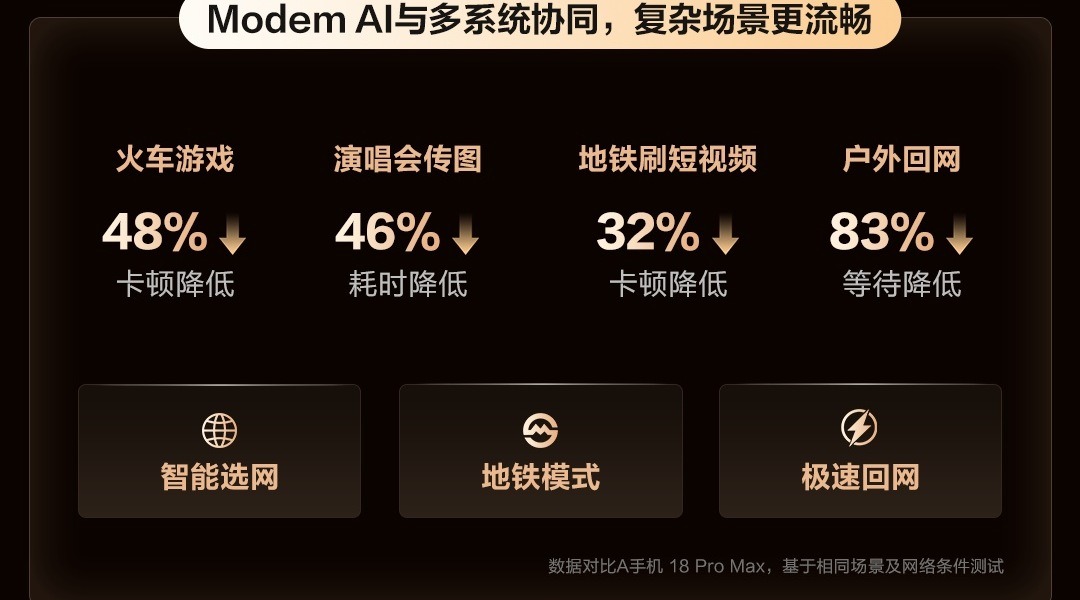 Modem AI与多系统协同，复杂场景更流畅
火车游戏
演唱会传图
地铁刷短视频
户外回网
48%
46%
32%
83%
卡顿降低
耗时降低
卡顿降低
等待降低
智能选网
地铁模式
极速回网
数据对比A手机 18 Pro Max，基于相同场景及网络条件测试